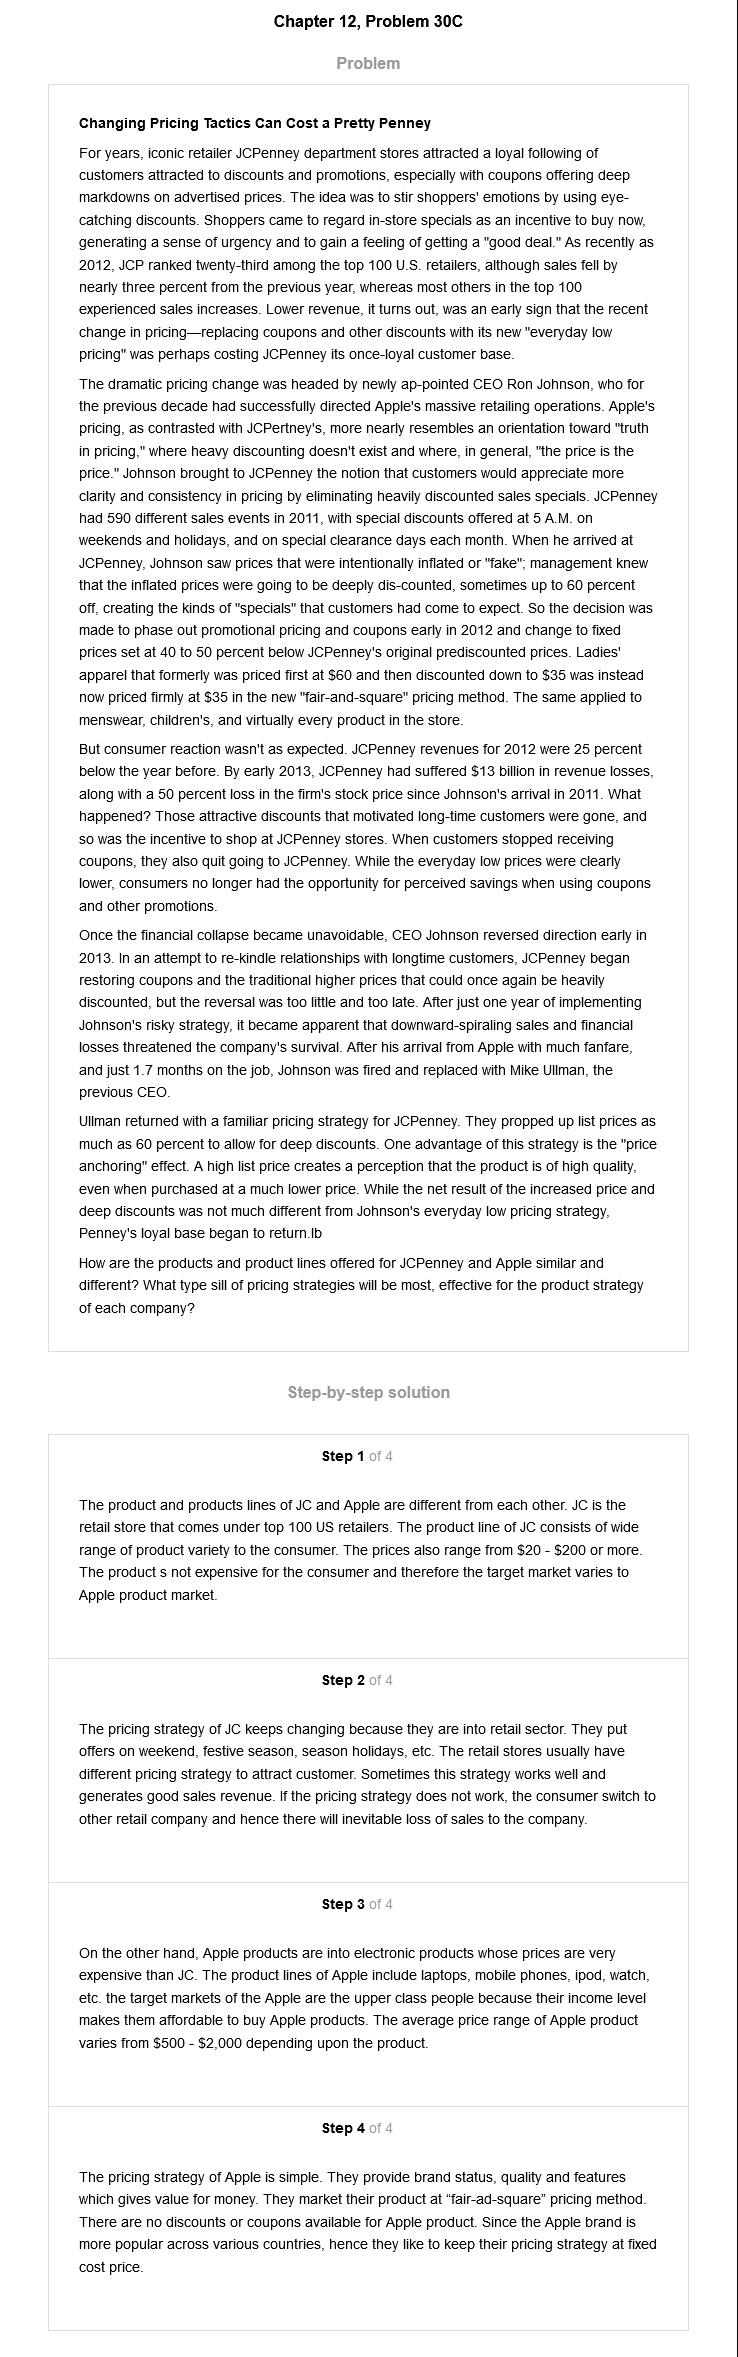 Chapter 12, Problem 30C
Problem
Changing Pricing Tactics Can Cost a Pretty Penney
For years, iconic retailer JCPenney department stores attracted a loyal following of
customers attracted to discounts and promotions, especially with coupons offering deep
markdowns on advertised prices. The idea was to stir shoppers' emotions by using eye-
catching discounts. Shoppers came to regard in-store specials as an incentive to buy now,
generating a sense of urgency and to gain a feeling of getting a "good deal." As recently as
2012, JCP ranked twenty-third among the top 100 U.S. retailers, although sales fell by
nearly three percent from the previous year, whereas most others in the top 100
experienced sales increases. Lower revenue, it turns out, was an early sign that the recent
change in pricing—replacing coupons and other discounts with its new "everyday low
pricing" was perhaps costing JCPenney its once-loyal customer base.
The dramatic pricing change was headed by newly ap-pointed CEO Ron Johnson, who for
the previous decade had successfully directed Apple's massive retailing operations. Apple's
pricing, as contrasted with JCPertney's, more nearly resembles an orientation toward "truth
in pricing," where heavy discounting doesn't exist and where, in general, "the price is the
price." Johnson brought to JCPenney the notion that customers would appreciate more
clarity and consistency in pricing by eliminating heavily discounted sales specials. JCPenney
had 590 different sales events in 2011, with special discounts offered at 5 A.M. on
weekends and holidays, and on special clearance days each month. When he arrived at
JCPenney, Johnson saw prices that were intentionally inflated or "fake"; management knew
that the inflated prices were going to be deeply dis-counted, sometimes up to 60 percent
off, creating the kinds of "specials" that customers had come to expect. So the decision was
made to phase out promotional pricing and coupons early in 2012 and change to fixed
prices set at 40 to 50 percent below JCPenney's original prediscounted prices. Ladies'
apparel that formerly was priced first at $60 and then discounted down to $35 was instead
now priced firmly at $35 in the new "fair-and-square" pricing method. The same applied to
menswear, children's, and virtually every product in the store.
But consumer reaction wasn't as expected. JCPenney revenues for 2012 were 25 percent
below the year before. By early 2013, JCPenney had suffered $13 billion in revenue losses,
along with a 50 percent loss in the firm's stock price since Johnson's arrival in 2011. What
happened? Those attractive discounts that motivated long-time customers were gone, and
so was the incentive to shop at JCPenney stores. When customers stopped receiving
coupons, they also quit going to JCPenney. While the everyday low prices were clearly
lower, consumers no longer had the opportunity for perceived savings when using coupons
and other promotions.
Once the financial collapse became unavoidable, CEO Johnson reversed direction early in
2013. In an attempt to re-kindle relationships with longtime customers, JCPenney began
restoring coupons and the traditional higher prices that could once again be heavily
discounted, but the reversal was too little and too late. After just one year of implementing
Johnson's risky strategy, it became apparent that downward-spiraling sales and financial
losses threatened the company's survival. After his arrival from Apple with much fanfare,
and just 1.7 months on the job, Johnson was fired and replaced with Mike Ullman, the
previous CEO.
Ullman returned with a familiar pricing strategy for JCPenney. They propped up list prices as
much as 60 percent to allow for deep discounts. One advantage of this strategy is the "price
anchoring" effect. A high list price creates a perception that the product is of high quality,
even when purchased at a much lower price. While the net result of the increased price and
deep discounts was not much different from Johnson's everyday low pricing strategy,
Penney's loyal base began to return.lb
How are the products and product lines offered for JCPenney and Apple similar and
different? What type sill of pricing strategies will be most, effective for the product strategy
of each company?
Step-by-step solution
Step 1 of 4
The product and products lines of JC and Apple are different from each other. JC is the
retail store that comes under top 100 US retailers. The product line of JC consists of wide
range of product variety to the consumer. The prices also range from $20 - $200 or more.
The product s not expensive for the consumer and therefore the target market varies to
Apple product market.
Step 2 of 4
The pricing strategy of JC keeps changing because they are into retail sector. They put
offers on weekend, festive season, season holidays, etc. The retail stores usually have
different pricing strategy to attract customer. Sometimes this strategy works well and
generates good sales revenue. If the pricing strategy does not work, the consumer switch to
other retail company and hence there will inevitable loss of sales to the company.
Step 3 of 4
On the other hand, Apple products are into electronic products whose prices are very
expensive than JC. The product lines of Apple include laptops, mobile phones, ipod, watch,
etc. the target markets of the Apple are the upper class people because their income level
makes them affordable to buy Apple products. The average price range of Apple product
varies from $500 - $2,000 depending upon the product.
Step 4 of 4
The pricing strategy of Apple is simple. They provide brand status, quality and features
which gives value for money. They market their product at “fair-ad-square” pricing method.
There are no discounts or coupons available for Apple product. Since the Apple brand is
more popular across various countries, hence they like to keep their pricing strategy at fixed
cost price.